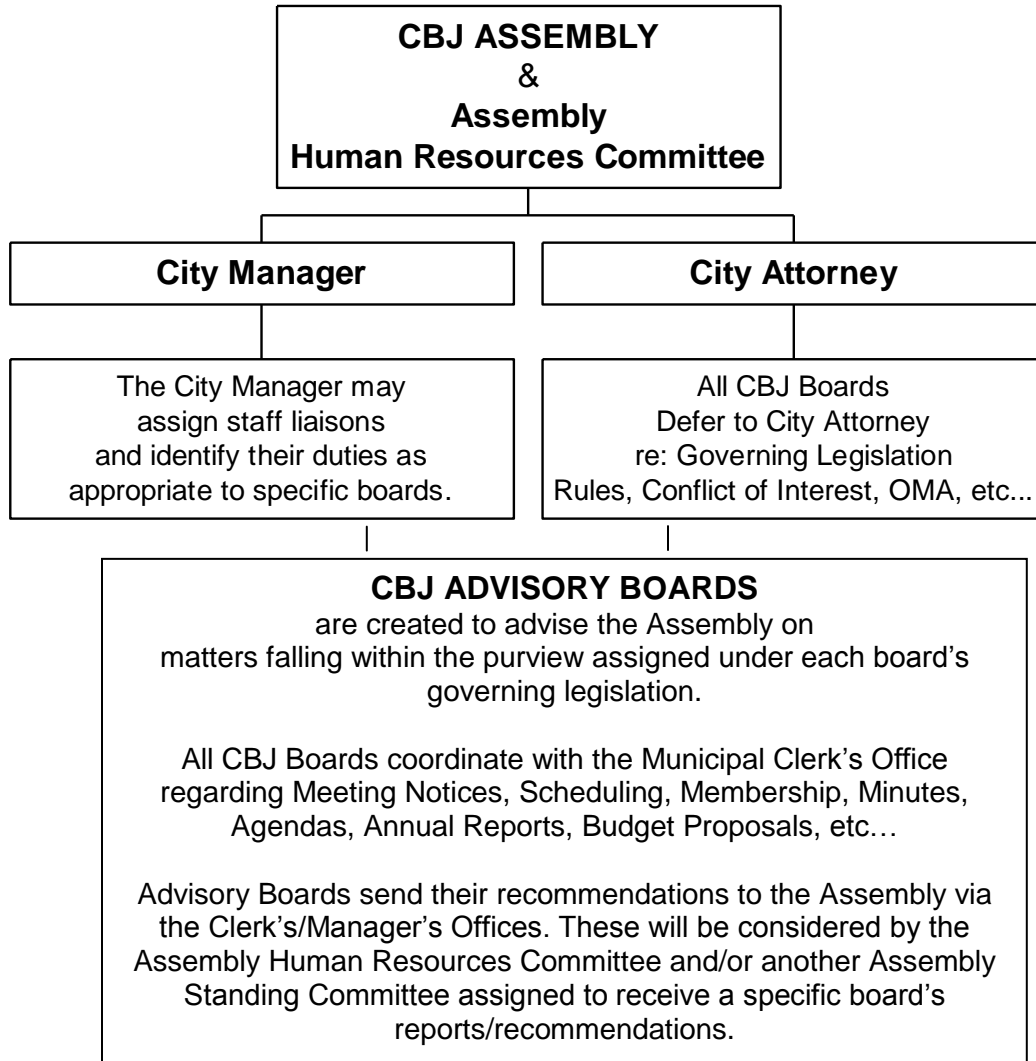 CBJ ASSEMBLY
&
Assembly
Human Resources Committee
City Manager
City Attorney
The City Manager may
assign staff liaisons
and identify their duties as
appropriate to specific boards.
All CBJ Boards
Defer to City Attorney
re: Governing Legislation
Rules, Conflict of Interest, OMA, etc...
CBJ ADVISORY BOARDS
are created to advise the Assembly on
matters falling within the purview assigned under each board’s
governing legislation.
All CBJ Boards coordinate with the Municipal Clerk’s Office
regarding Meeting Notices, Scheduling, Membership, Minutes,
Agendas, Annual Reports, Budget Proposals, etc…
Advisory Boards send their recommendations to the Assembly via
the Clerk’s/Manager’s Offices. These will be considered by the
Assembly Human Resources Committee and/or another Assembly
Standing Committee assigned to receive a specific board’s
reports/recommendations.